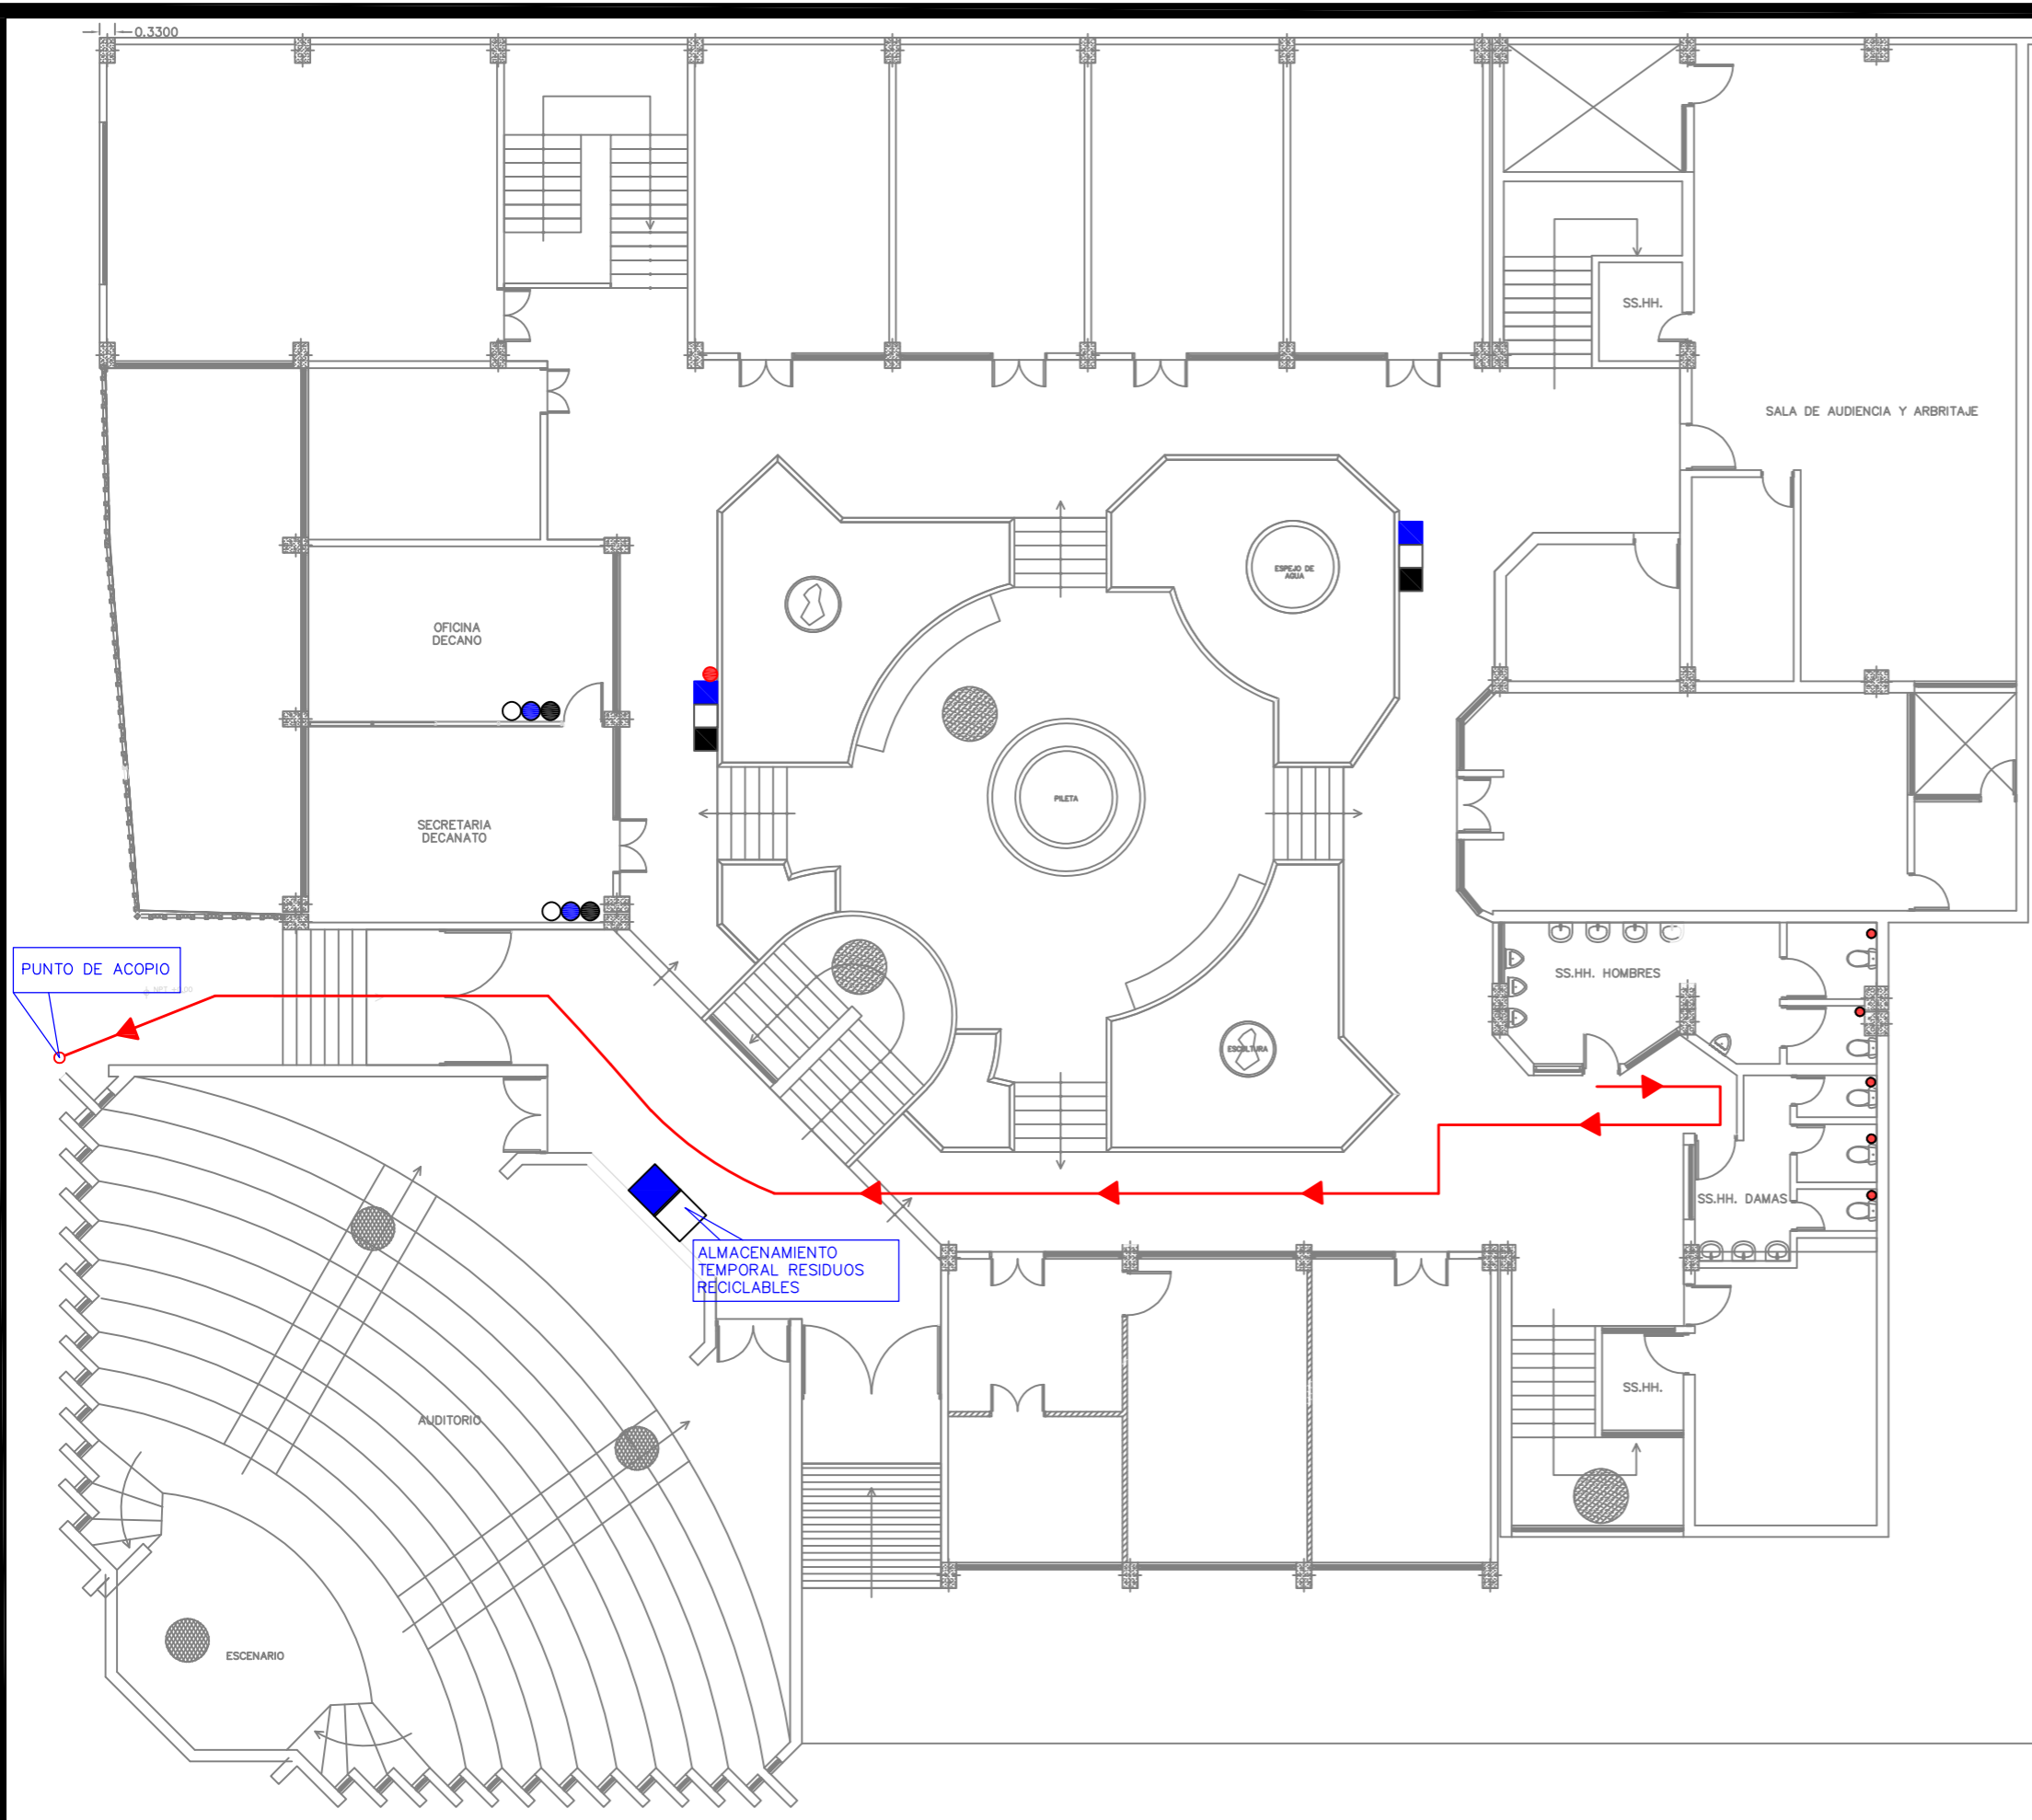 0.3300
SS.HH.
SALA DE AUDIENCIA Y ARBRITAJE
ESPEJO DE
AGUA
OFICINA
DECANO
PILETA
SECRETARIA
DECANATO
PUNTO DE ACOPIO
SS.HH. HOMBRES
ESCULTURA
SS.HH. DAMAS
ALMACENAMIENTO
TEMPORAL RESIDUOS
RECICLABLES
SS.HH.
AUDITORIO
ESCENARIO